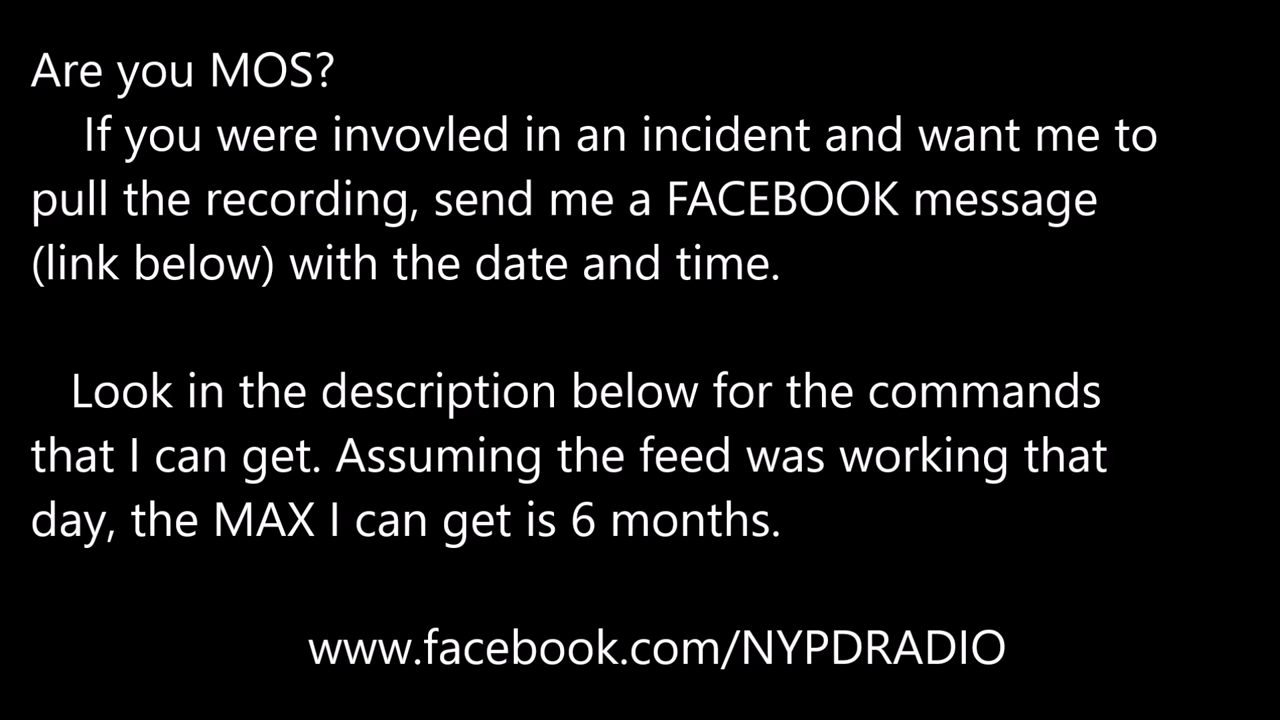 Are you MOS?
If you were invovled in an incident and want me to
pull the recording, send me a FACEBOOK message
(link below) with the date and time.
Look in the description below for the commands
that I can get. Assuming the feed was working that
day, the MAX I can get is 6 months.
www.facebook.com/NYPDRADIO